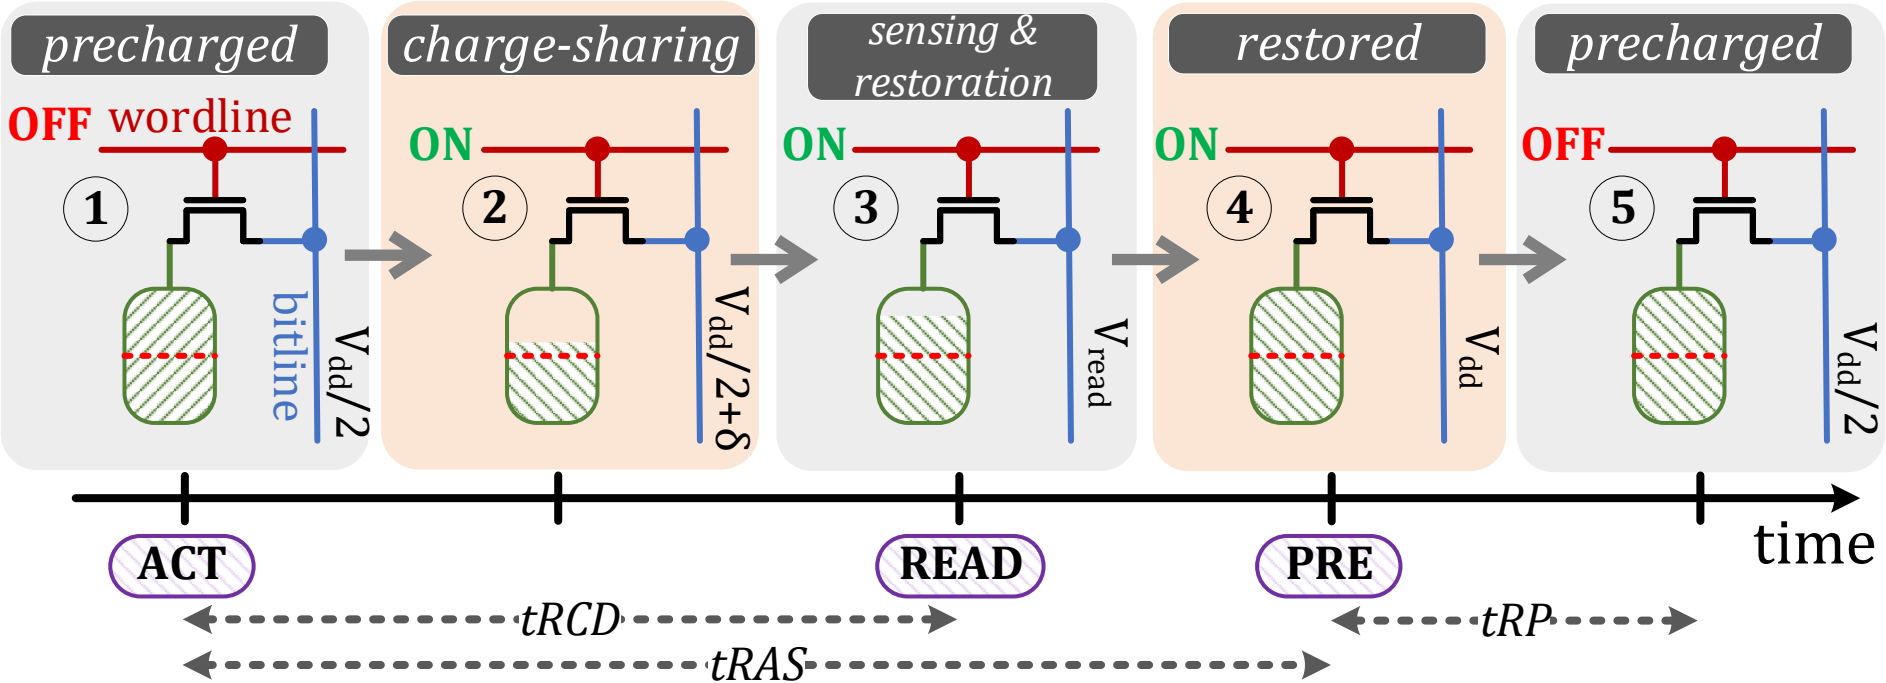 precharged
charge-sharing
sensing &
restoration
restored
precharged
OFF wordline
ON
ON
ON
OFF
1
2
3
4
5
bitline
Vdd/2
Vdd/2+δ
Vread
Vdd
Vdd/2
time
ACT
READ
PRE
tRCD
tRP
tRAS